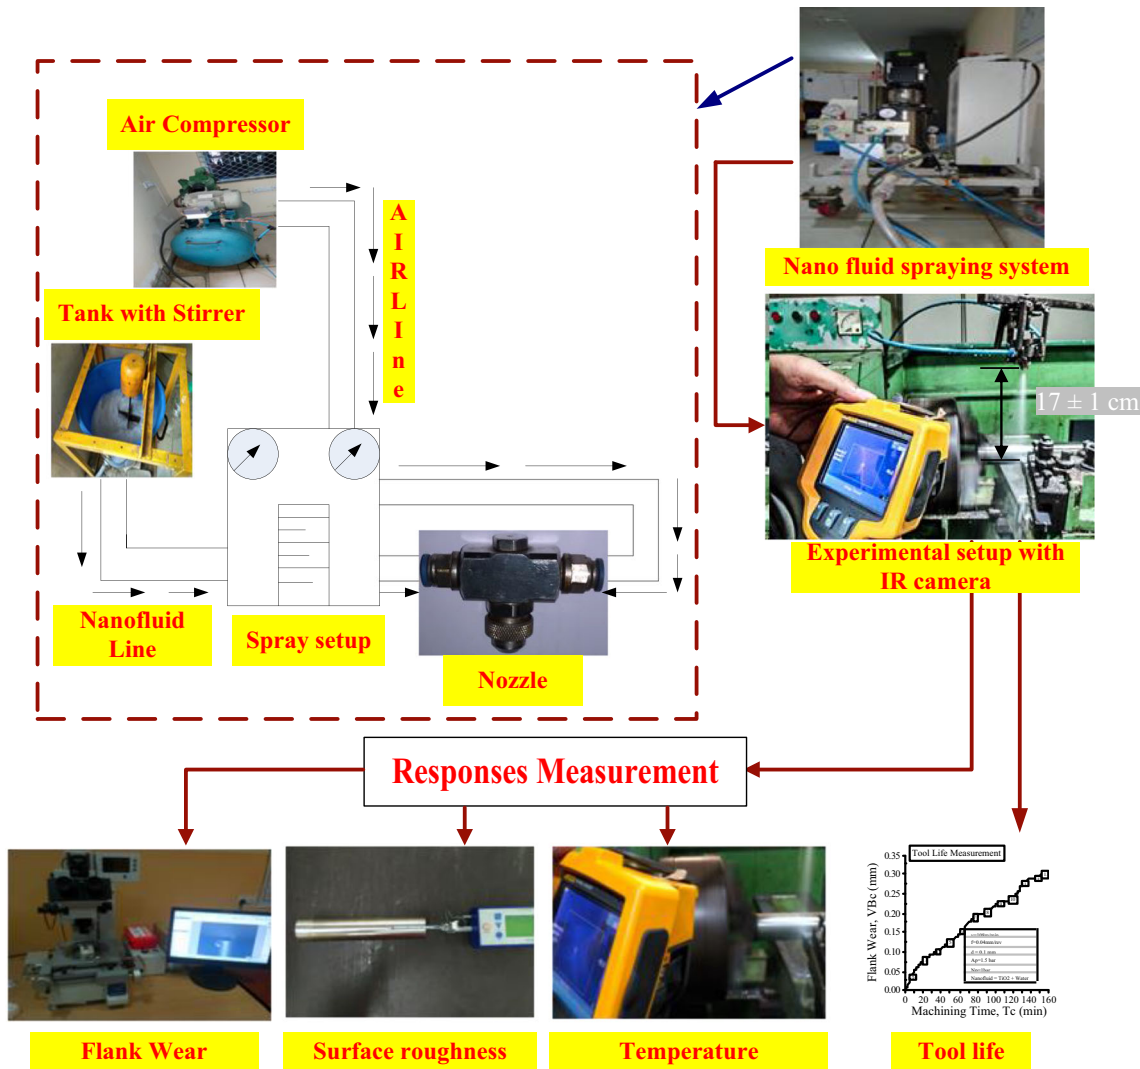 Air Compressor
Tank with Stirrer
AIRLIne
Nanofluid
Line
Spray setup
Nozzle
Nano fluid spraying system
17 ± 1 cm
Experimental setup with
IR camera
Responses Measurement
Flank Wear
Surface roughness
Temperature
Tool Life Measurement
Flank Wear, VBc (mm)
0.35
0.30
0.20
0.20
0.15
0.10
0.05
0.00
d = 0.1 mm
Ap=1.5 bar
Nanofluid = TiO2 + Water
0 20 40 60 80 100 120 140 160
Machining Time, Tc (min)
Tool life